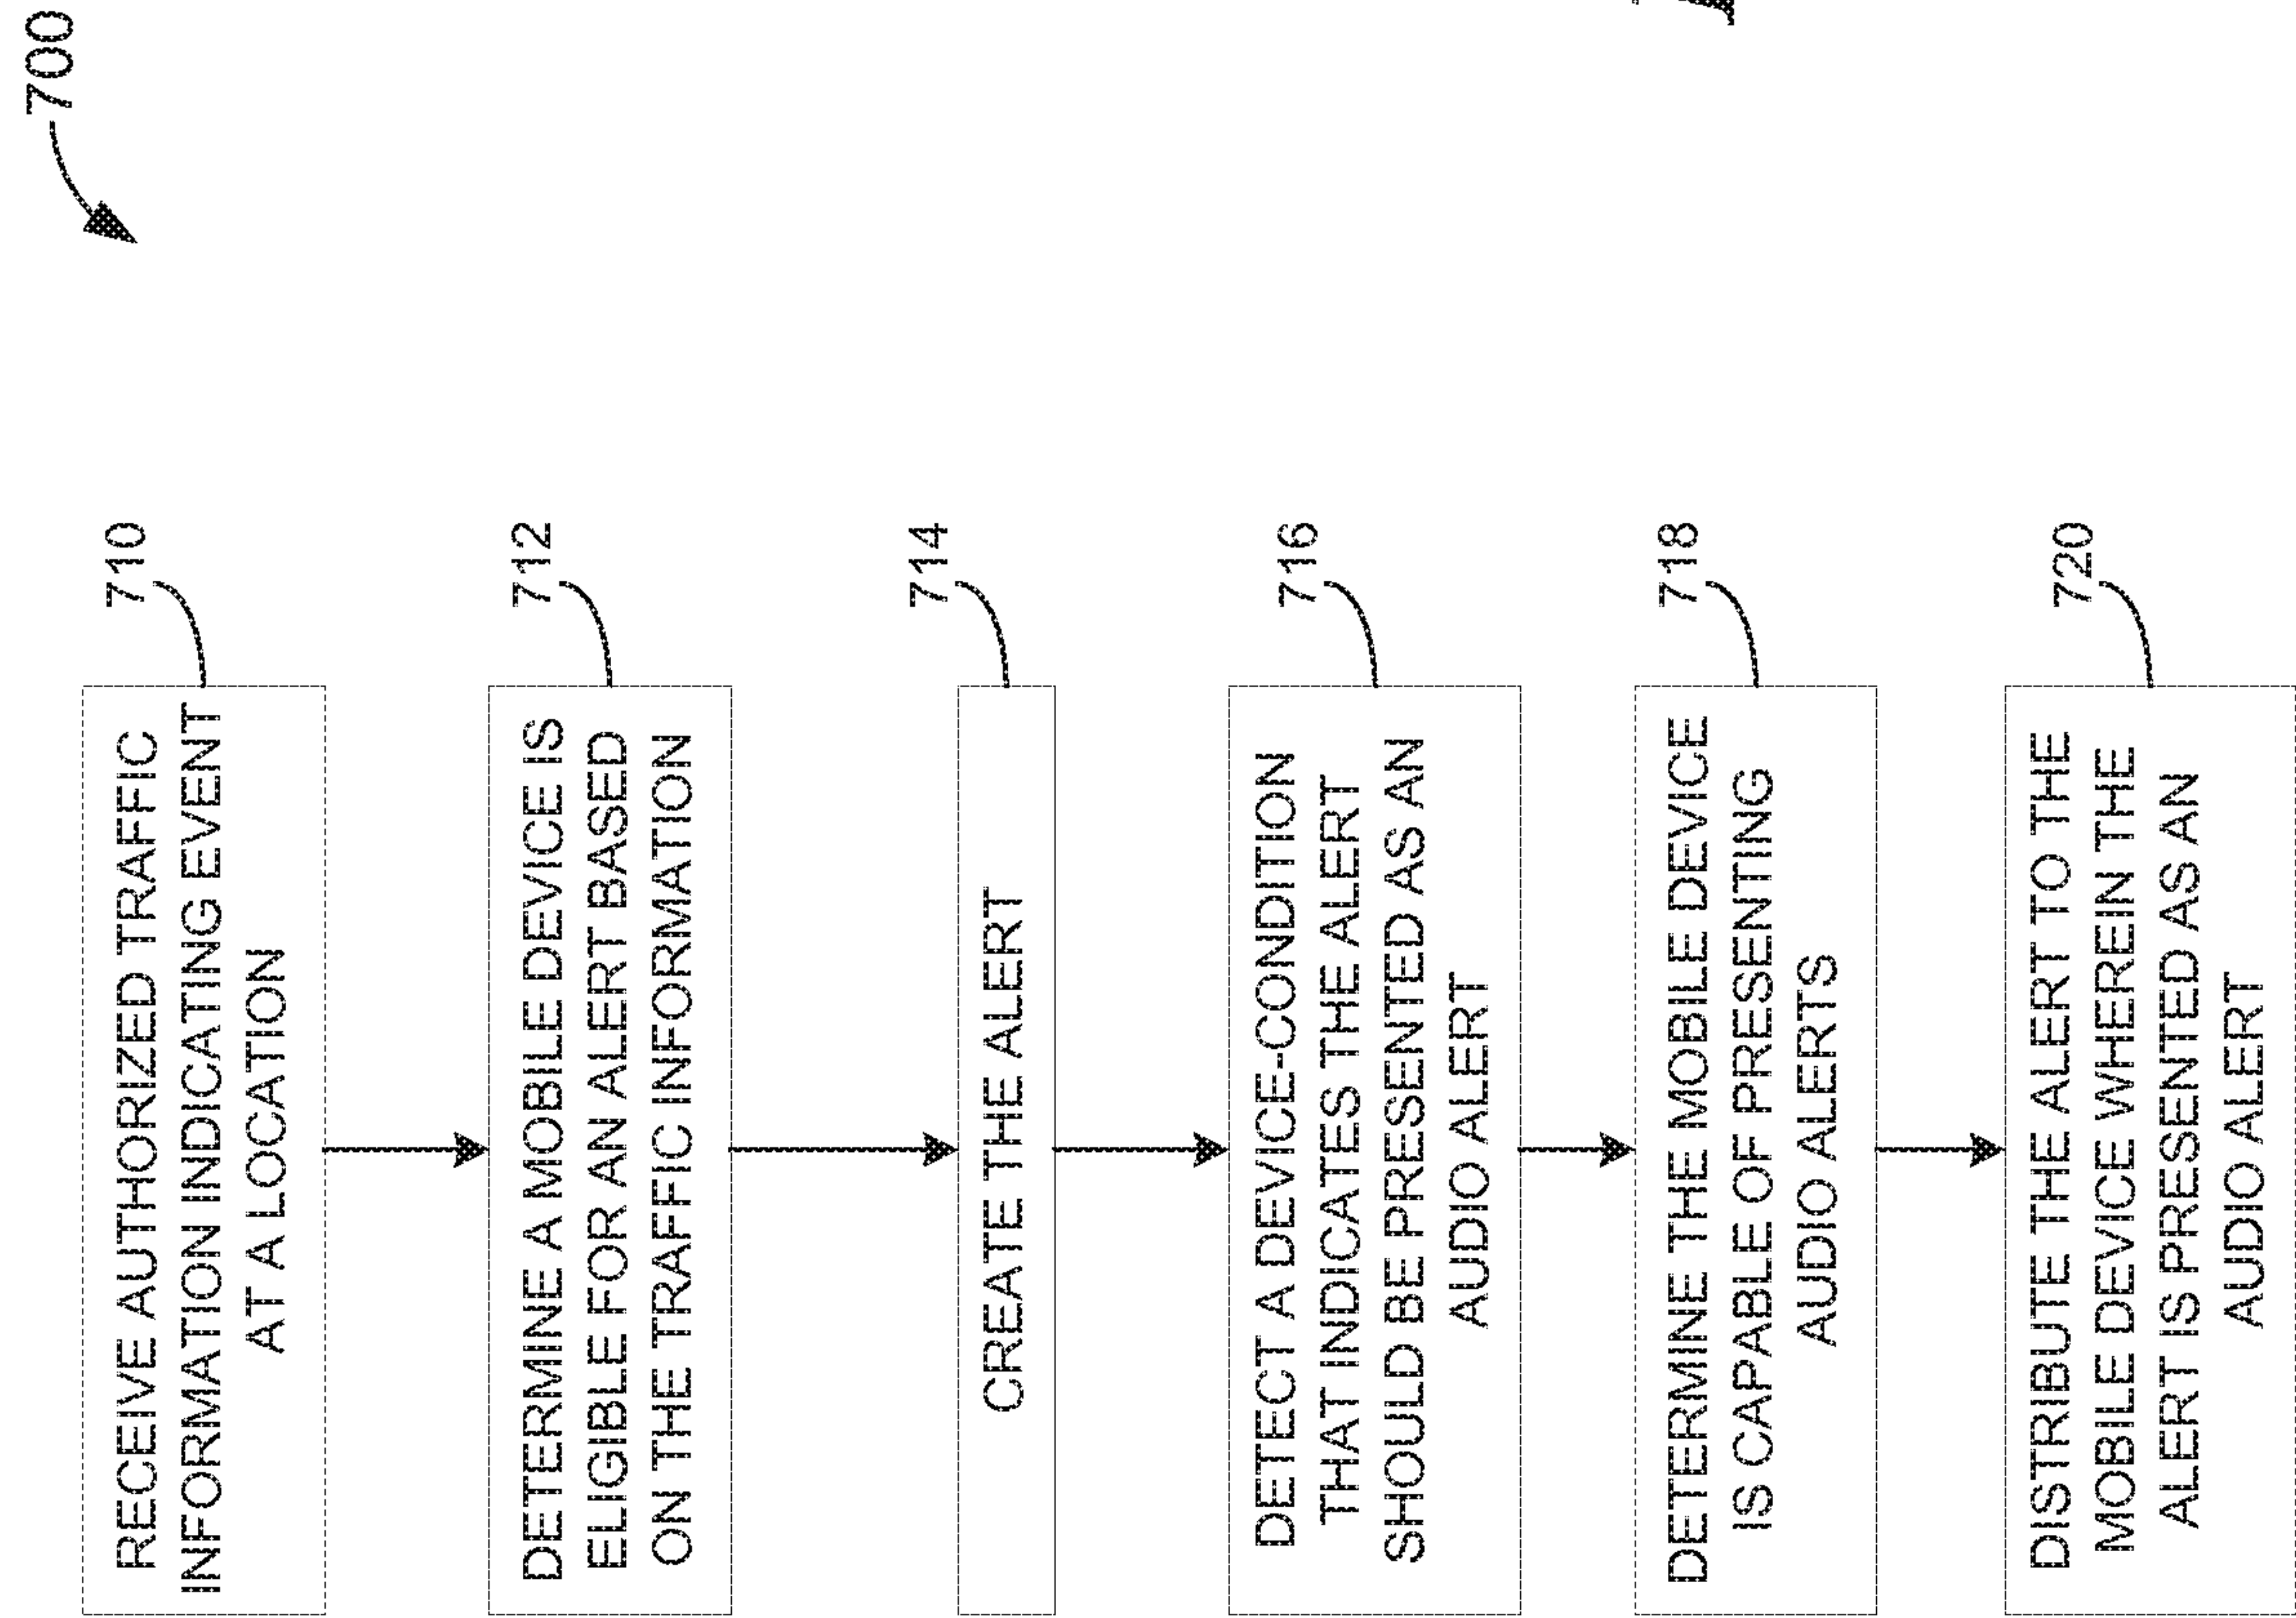 700
710
RECEIVE AUTHORIZED TRAFFIC
INFORMATION INDICATING EVENT
AT A LOCATION
712
DETERMINE A MOBILE DEVICE IS
ELIGIBLE FOR AN ALERT BASED
ON THE TRAFFIC INFORMATION
714
CREATE THE ALERT
716
DETECT A DEVICE-CONDITION
THAT INDICATES THE ALERT
SHOULD BE PRESENTED AS AN
AUDIO ALERT
718
DETERMINE THE MOBILE DEVICE
IS CAPABLE OF PRESENTING
AUDIO ALERTS
720
DISTRIBUTE THE ALERT TO THE
MOBILE DEVICE WHEREIN THE
ALERT IS PRESENTED AS AN
AUDIO ALERT